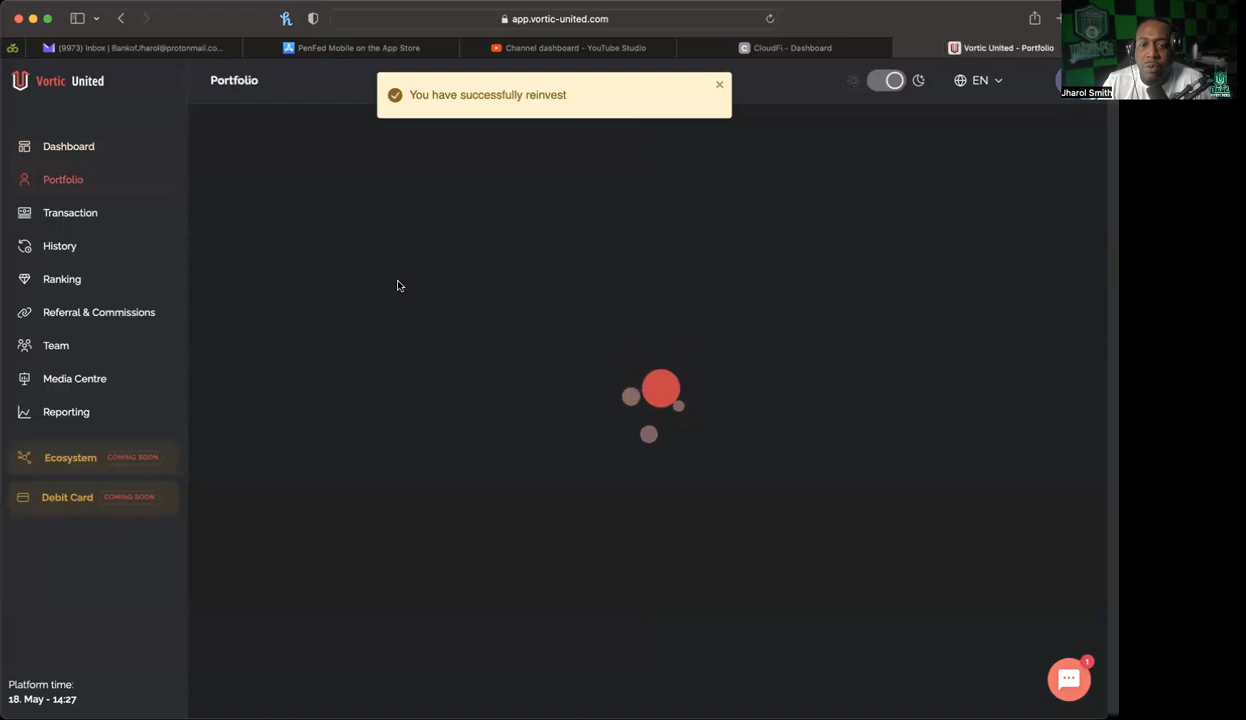 app.vortic-united.com
(9973) Inbox | BankofJharol@protonmail.co...
PenFed Mobile on the App Store
Channel dashboard - YouTube Studio
CloudFi - Dashboard
Vortic United - Portfolio
Vortic United
Portfolio
You have successfully reinvest
EN
Jharol Smith
Dashboard
Portfolio
Transaction
History
Ranking
Referral & Commissions
Team
Media Centre
Reporting
Ecosystem COMING SOON
Debit Card COMING SOON
1
Platform time:
18. May - 14:27